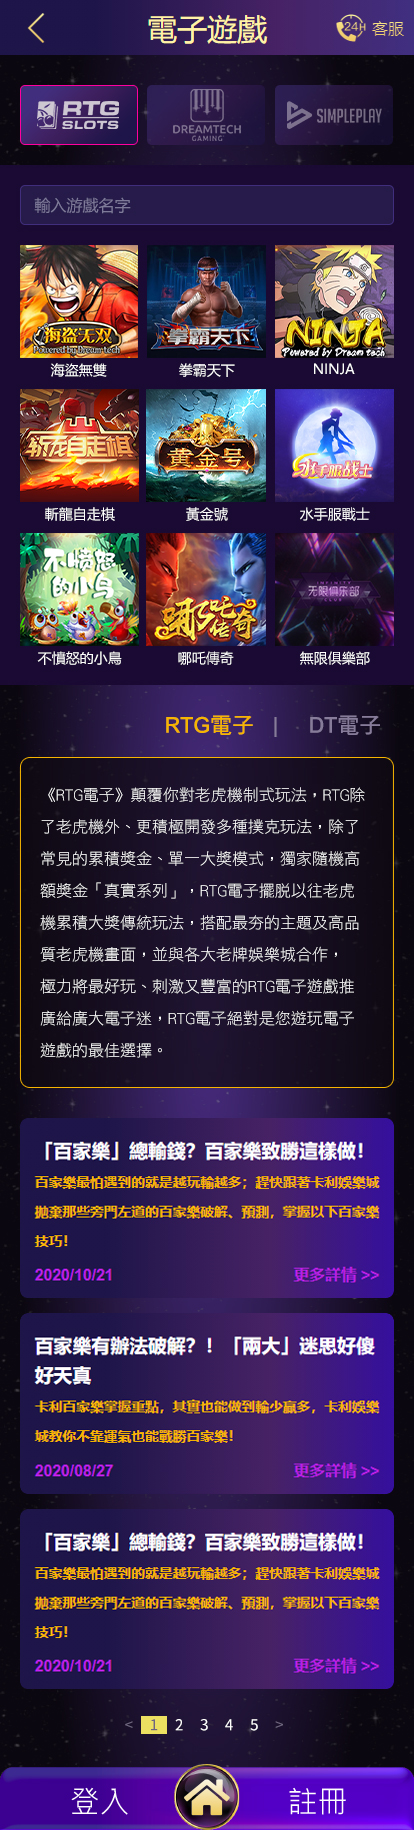 電子遊戲
24H 客服
RTG SLOTS
DREAMTECH GAMING
SIMPLEPLAY
輸入游戲名字
海盗无双
Powered by Dreamtech
拳霸天下
NINJA
Powered by Dream tech
海盜無雙
拳霸天下
NINJA
斩龙自走棋
黄金号
水手服战士
斬龍自走棋
黃金號
水手服戰士
不愤怒的小鸟
哪吒传奇
INFINITE
无限俱乐部
CLUB
不憤怒的小鳥
哪吒傳奇
無限俱樂部
RTG電子 | DT電子
《RTG電子》顛覆你對老虎機制式玩法，RTG除
了老虎機外、更積極開發多種撲克玩法，除了
常見的累積獎金、單一大獎模式，獨家隨機高
額獎金「真實系列」，RTG電子擺脱以往老虎
機累積大獎傳統玩法，搭配最夯的主題及高品
質老虎機畫面，並與各大老牌娛樂城合作，
極力將最好玩、刺激又豐富的RTG電子遊戲推
廣給廣大電子迷，RTG電子絕對是您遊玩電子
遊戲的最佳選擇。
「百家樂」總輸錢？百家樂致勝這樣做！
百家樂最怕遇到的就是越玩輸越多；趕快跟著卡利娛樂城
拋棄那些旁門左道的百家樂破解、預測，掌握以下百家樂
技巧！
2020/10/21 更多詳情 >>
百家樂有辦法破解？！「兩大」迷思好傻
好天真
卡利百家樂掌握重點，其實也能做到輸少贏多，卡利娛樂
城教你不靠運氣也能戰勝百家樂！
2020/08/27 更多詳情 >>
「百家樂」總輸錢？百家樂致勝這樣做！
百家樂最怕遇到的就是越玩輸越多；趕快跟著卡利娛樂城
拋棄那些旁門左道的百家樂破解、預測，掌握以下百家樂
技巧！
2020/10/21 更多詳情 >>
< 1 2 3 4 5 >
登入 註冊